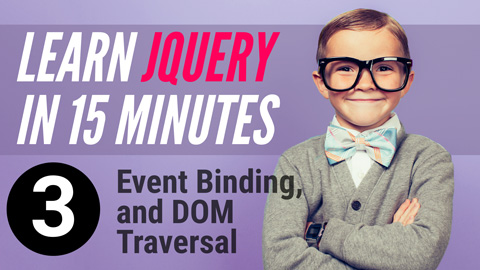 LEARN JQUERY
IN 15 MINUTES
3
Event Binding,
and DOM
Traversal